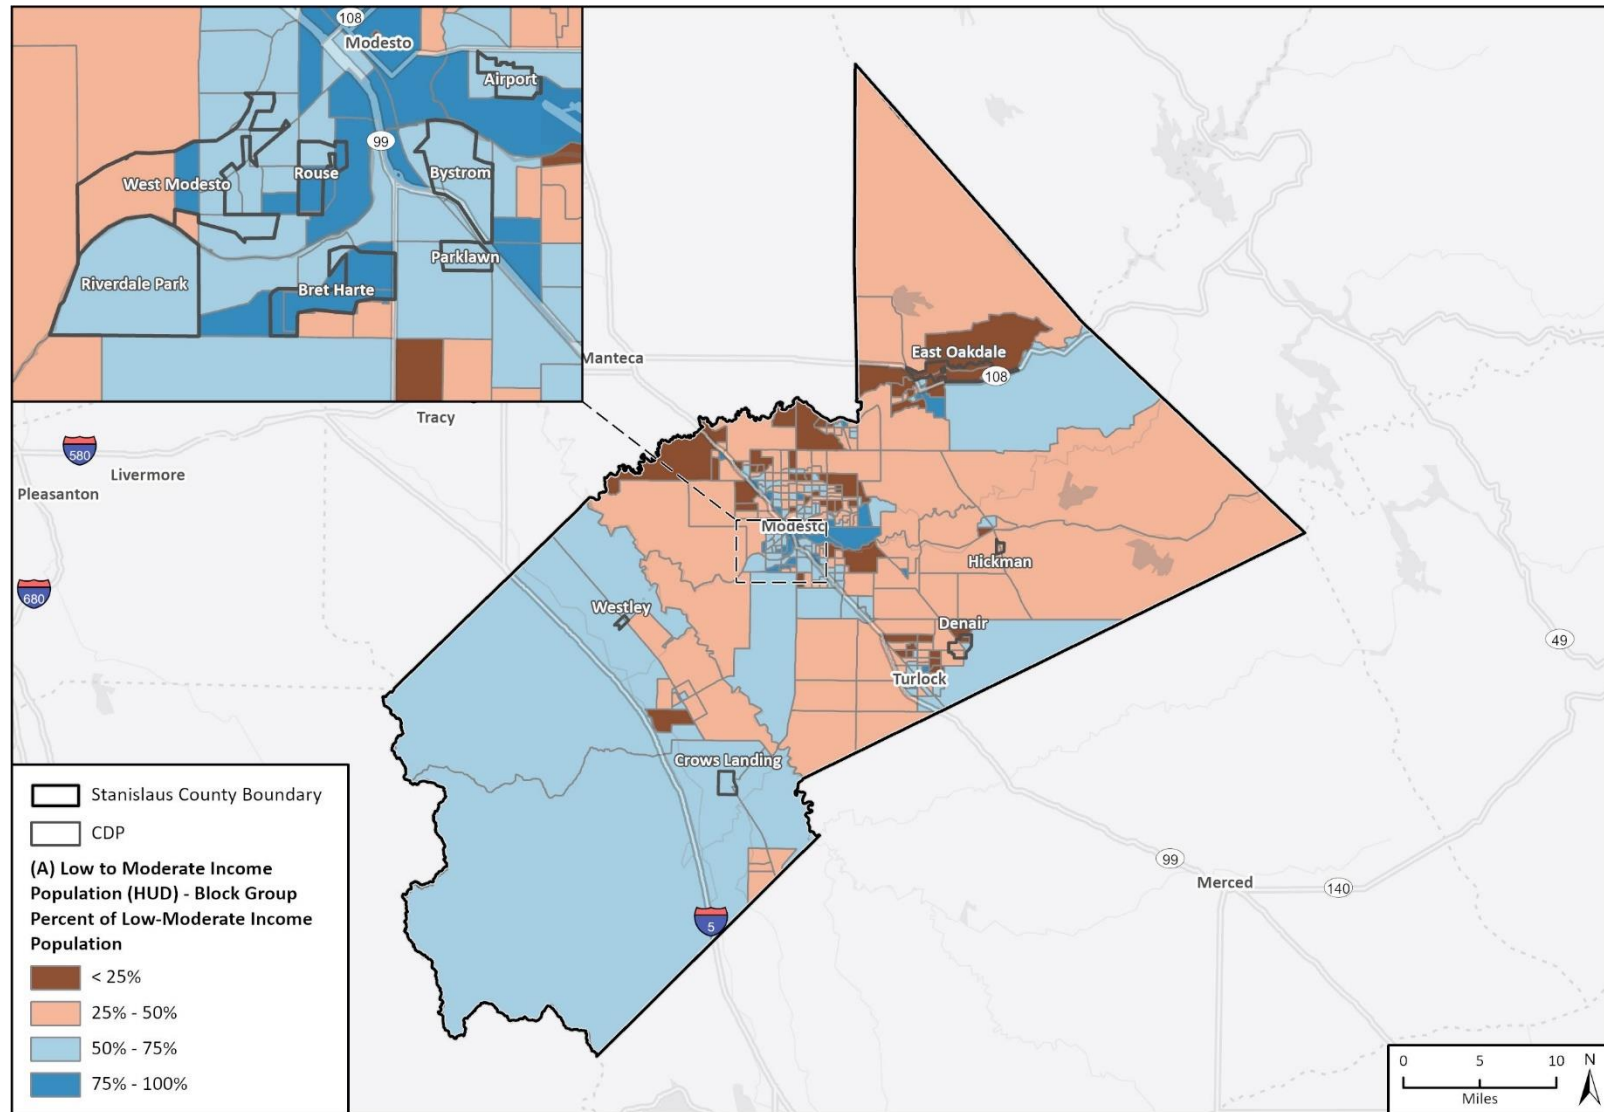 108
Modesto
Airport
99
West Modesto
Rouse
Bystrom
Riverdale Park
Bret Harte
Parklawn
Manteca
Tracy
580
Livermore
Pleasanton
680
East Oakdale
108
Modesto
Hickman
Westley
Denair
Turlock
49
Crows Landing
5
99
Merced
140
Stanislaus County Boundary
CDP
(A) Low to Moderate Income
Population (HUD) - Block Group
Percent of Low-Moderate Income
Population
< 25%
25% - 50%
50% - 75%
75% - 100%
0 5 10
Miles
N